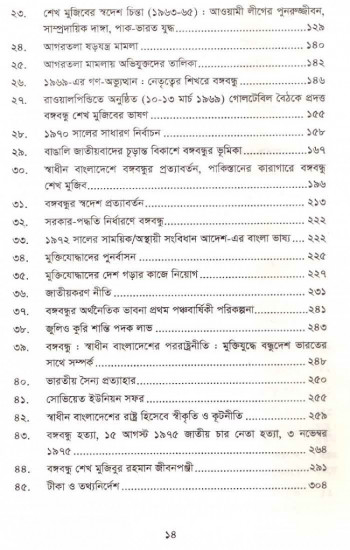 ২৩. শেখ মুজিবের স্বদেশ চিন্তা (১৯৬৩-৬৫) : আওয়ামী লীগের পুনরুজ্জীবন,
সাম্প্রদায়িক দাঙ্গা, পাক-ভারত যুদ্ধ ১২৯
২৪. আগরতলা ষড়যন্ত্র মামলা ১৪০
২৫. আগরতলা মামলায় অভিযুক্তদের তালিকা ১৪২
২৬. ১৯৬৯-এর গণ-অভ্যুত্থান : নেতৃত্বের শিখরে বঙ্গবন্ধু ১৪৬
২৭. রাওয়ালপিন্ডিতে অনুষ্ঠিত (১০-১৩ মার্চ ১৯৬৯) গোলটেবিল বৈঠকে প্রদত্ত
বঙ্গবন্ধু শেখ মুজিবের ভাষণ ১৫৫
২৮. ১৯৭০ সালের সাধারণ নির্বাচন ১৫৮
২৯. বাঙালি জাতীয়বাদের চূড়ান্ত বিকাশে বঙ্গবন্ধুর ভূমিকা ১৬৭
৩০. স্বাধীন বাংলাদেশে বঙ্গবন্ধুর প্রত্যাবর্তন, পাকিস্তানের কারাগারে বঙ্গবন্ধু
শেখ মুজিব ১৯৬
৩১. বঙ্গবন্ধুর স্বদেশ প্রত্যাবর্তন ২১৩
৩২. সরকার-পদ্ধতি নির্ধারণে বঙ্গবন্ধু ২২২
৩৩. ১৯৭২ সালের সাময়িক/অস্থায়ী সংবিধান আদেশ-এর বাংলা ভাষ্য ২২২
৩৪. মুক্তিযোদ্ধাদের পুনর্বাসন ২২৫
৩৫. মুক্তিযোদ্ধাদের দেশ গড়ার কাজে নিয়োগ ২২৭
৩৬. জাতীয়করণ নীতি ২৩১
৩৭. বঙ্গবন্ধুর অর্থনৈতিক ভাবনা প্রথম পঞ্চবার্ষিকী পরিকল্পনা ২৪১
৩৮. জুলিও কুরি শান্তি পদক লাভ ২৪৩
৩৯. বঙ্গবন্ধু : স্বাধীন বাংলাদেশের পররাষ্ট্রনীতি : মুক্তিযুদ্ধে বন্ধুদেশ ভারতের
সাথে সম্পর্ক ২৪৮
৪০. ভারতীয় সৈন্য প্রত্যাহার ২৫০
৪১. সোভিয়েত ইউনিয়ন সফর ২৫৫
৪২. স্বাধীন বাংলাদেশের রাষ্ট্র হিসেবে স্বীকৃতি ও কূটনীতি ২৫৯
৪৩. বঙ্গবন্ধু হত্যা, ১৫ আগস্ট ১৯৭৫ জাতীয় চার নেতা হত্যা, ৩ নভেম্বর
১৯৭৫ ২৬৪
৪৪. বঙ্গবন্ধু শেখ মুজিবুর রহমান জীবনপঞ্জী ২৯১
৪৫. টীকা ও তথ্যনির্দেশ ৩০৪
১৪